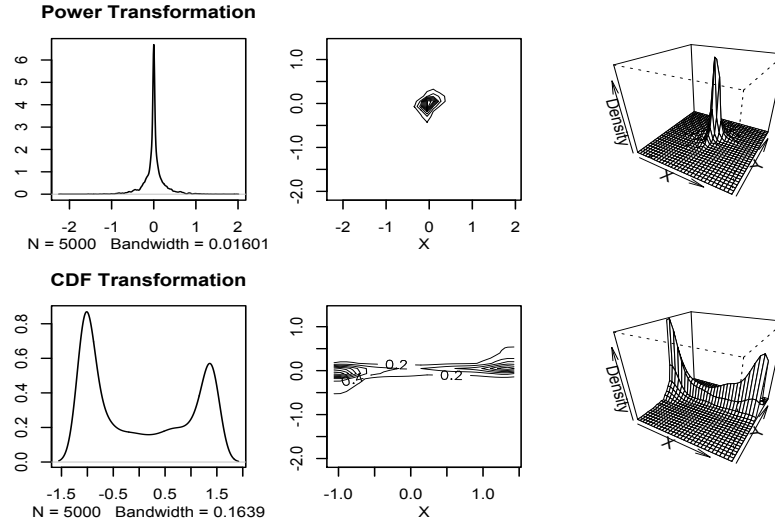 Power Transformation
6
5
4
3
2
1
0
-2 -1 0 1 2
N = 5000 Bandwidth = 0.01601
1.0
0.0
-1.0
-2.0
-2 -1 0 1 2
X
Density
X
Y
CDF Transformation
0.8
0.6
0.4
0.2
0.0
-1.5 -0.5 0.5 1.5
N = 5000 Bandwidth = 0.1639
1.0
0.0
-1.0
-2.0
0.2
0.4
0.2
-1.0 0.0 1.0
X
Density
X
Y